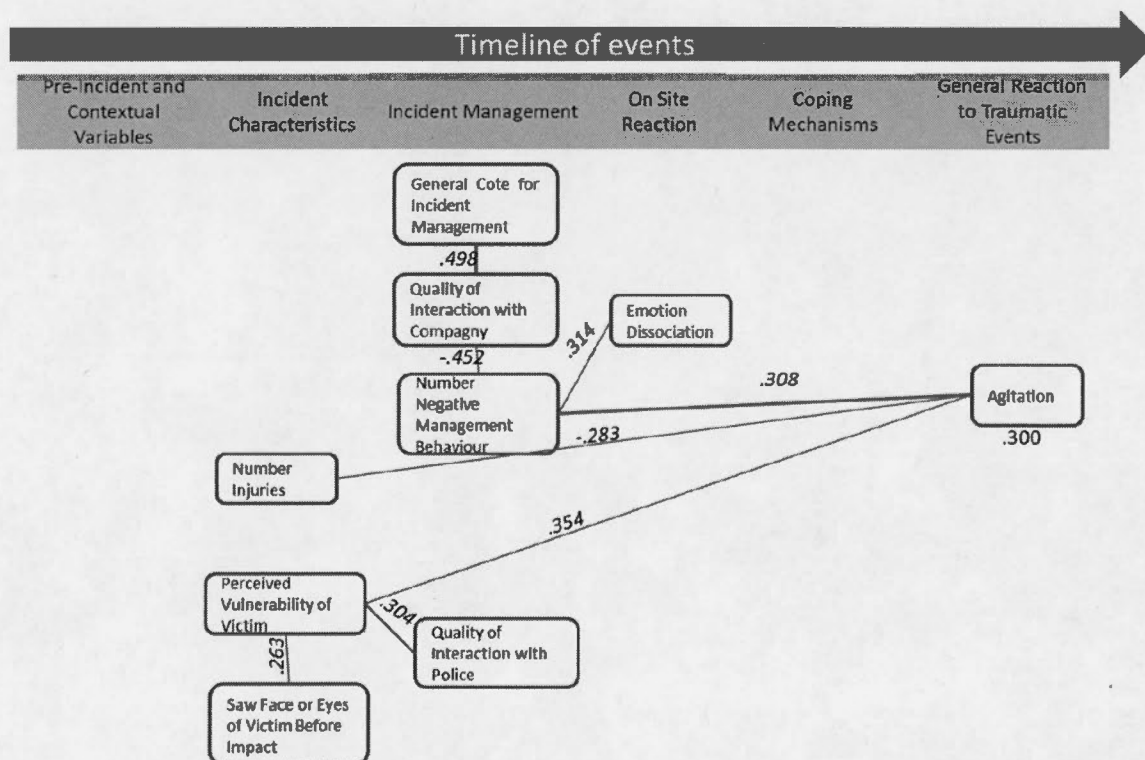 Timeline of events
Pre-Incident and
Contextual
Variables
Incident
Characteristics
Incident Management
On Site
Reaction
Coping
Mechanisms
General Reaction
to Traumatic
Events
General Cote for
Incident
Management
.498
Quality of
Interaction with
Compagny
-.452
Number
Negative
Management
Behaviour
.314
Emotion
Dissociation
.308
Agitation
.300
-.283
Number
Injuries
.354
Perceived
Vulnerability of
Victim
.304
Quality of
Interaction with
Police
.263
Saw Face or Eyes
of Victim Before
Impact